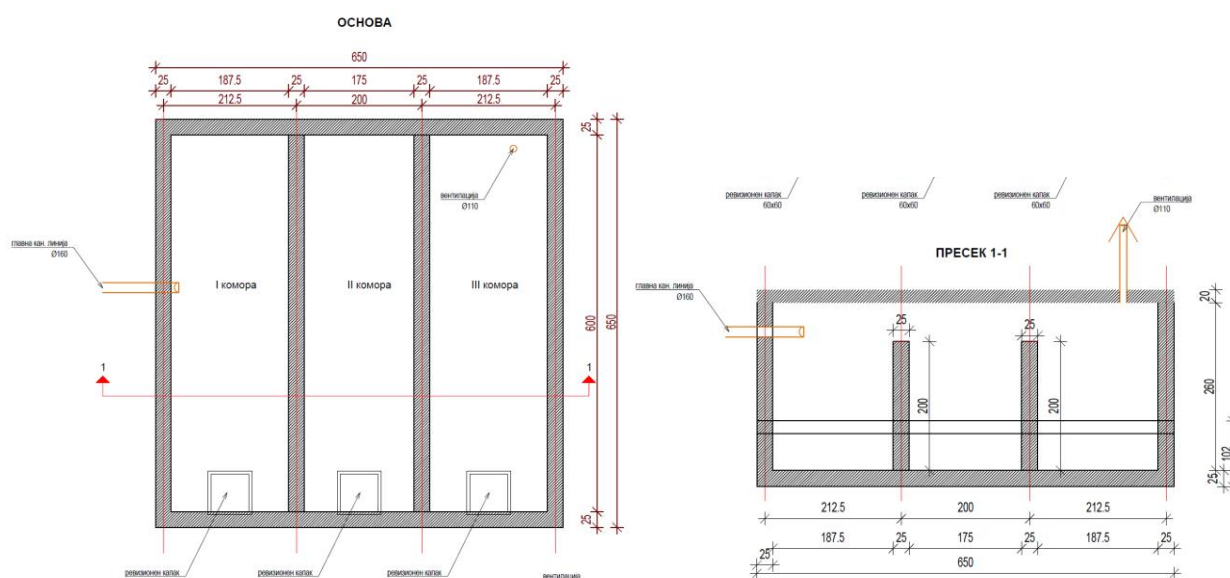 ОСНОВА
650
25 187.5 25 175 25 187.5 25
212.5 200 212.5
25
600
650
25
вентилација
Ø110
главна кан. линија
Ø160
I комора
II комора
III комора
1
1
ревизионен капак
ревизионен капак
ревизионен капак
вентилација
ревизионен капак
60x60
ревизионен капак
60x60
ревизионен капак
60x60
вентилација
Ø110
ПРЕСЕК 1-1
главна кан. линија
Ø160
20
25
25
260
200
200
102
25
212.5 200 212.5
187.5 25 175 25 187.5
25 25
650